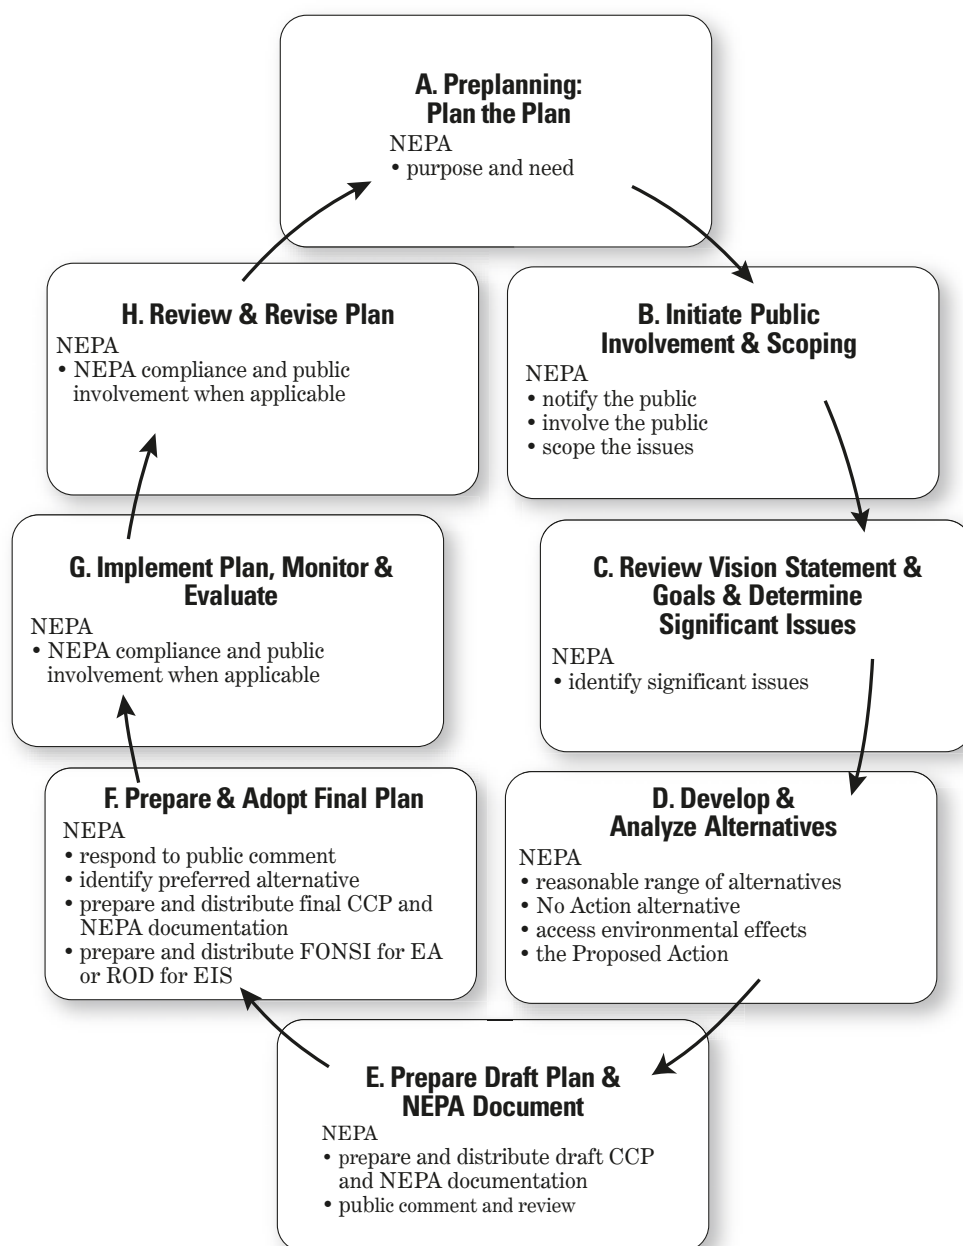 A. Preplanning:
Plan the Plan
NEPA
• purpose and need
B. Initiate Public
Involvement & Scoping
NEPA
• notify the public
• involve the public
• scope the issues
C. Review Vision Statement &
Goals & Determine
Significant Issues
NEPA
• identify significant issues
D. Develop &
Analyze Alternatives
NEPA
• reasonable range of alternatives
• No Action alternative
• access environmental effects
• the Proposed Action
E. Prepare Draft Plan &
NEPA Document
NEPA
• prepare and distribute draft CCP
and NEPA documentation
• public comment and review
F. Prepare & Adopt Final Plan
NEPA
• respond to public comment
• identify preferred alternative
• prepare and distribute final CCP and
NEPA documentation
• prepare and distribute FONSI for EA
or ROD for EIS
G. Implement Plan, Monitor &
Evaluate
NEPA
• NEPA compliance and public
involvement when applicable
H. Review & Revise Plan
NEPA
• NEPA compliance and public
involvement when applicable